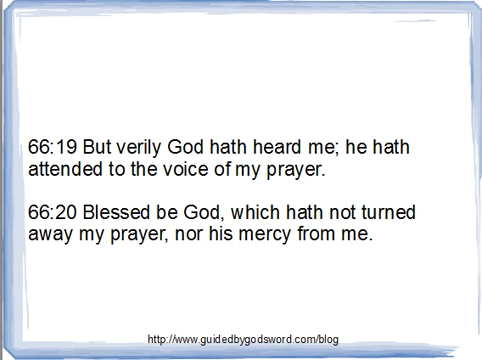 66:19 But verily God hath heard me; he hath
attended to the voice of my prayer.
66:20 Blessed be God, which hath not turned
away my prayer, nor his mercy from me.
http://www.guidedbygodsword.com/blog